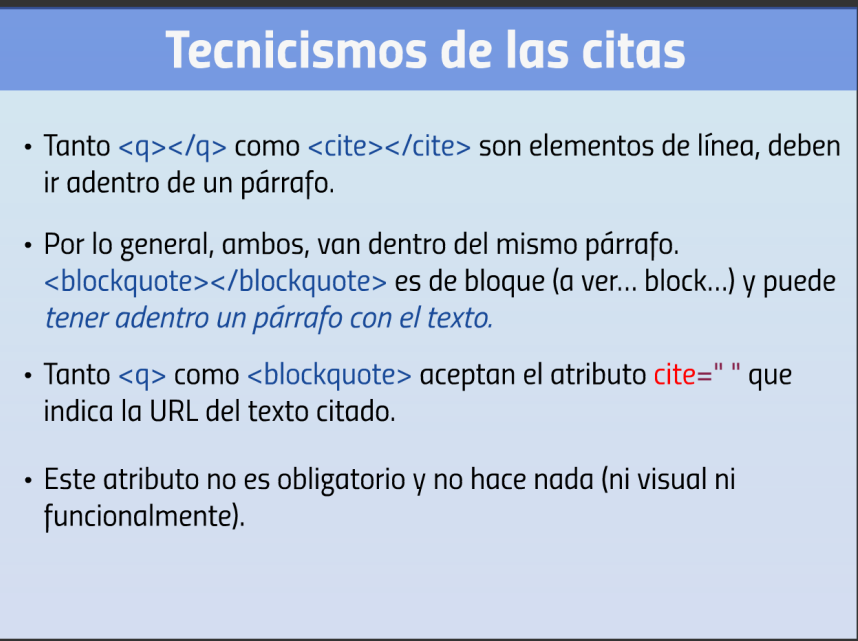 Tecnicismos de las citas
• Tanto <q></q> como <cite></cite> son elementos de línea, deben
ir adentro de un párrafo.
• Por lo general, ambos, van dentro del mismo párrafo.
<blockquote></blockquote> es de bloque (a ver... block...) y puede
tener adentro un párrafo con el texto.
• Tanto <q> como <blockquote> aceptan el atributo cite=" " que
indica la URL del texto citado.
• Este atributo no es obligatorio y no hace nada (ni visual ni
funcionalmente).